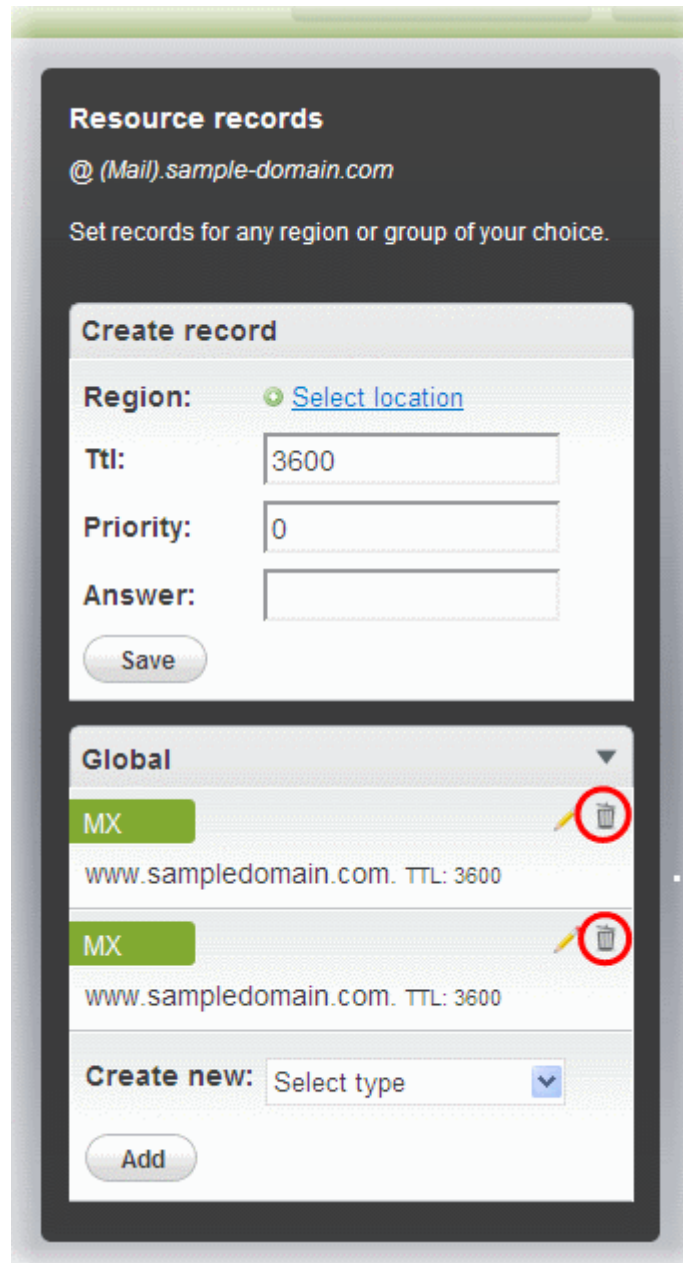 Resource records
@ (Mail).sample-domain.com
Set records for any region or group of your choice.
Create record
Region: Select location
Ttl: 3600
Priority: 0
Answer:
Save
Global
MX
www.sampledomain.com. TTL: 3600
MX
www.sampledomain.com. TTL: 3600
Create new: Select type
Add